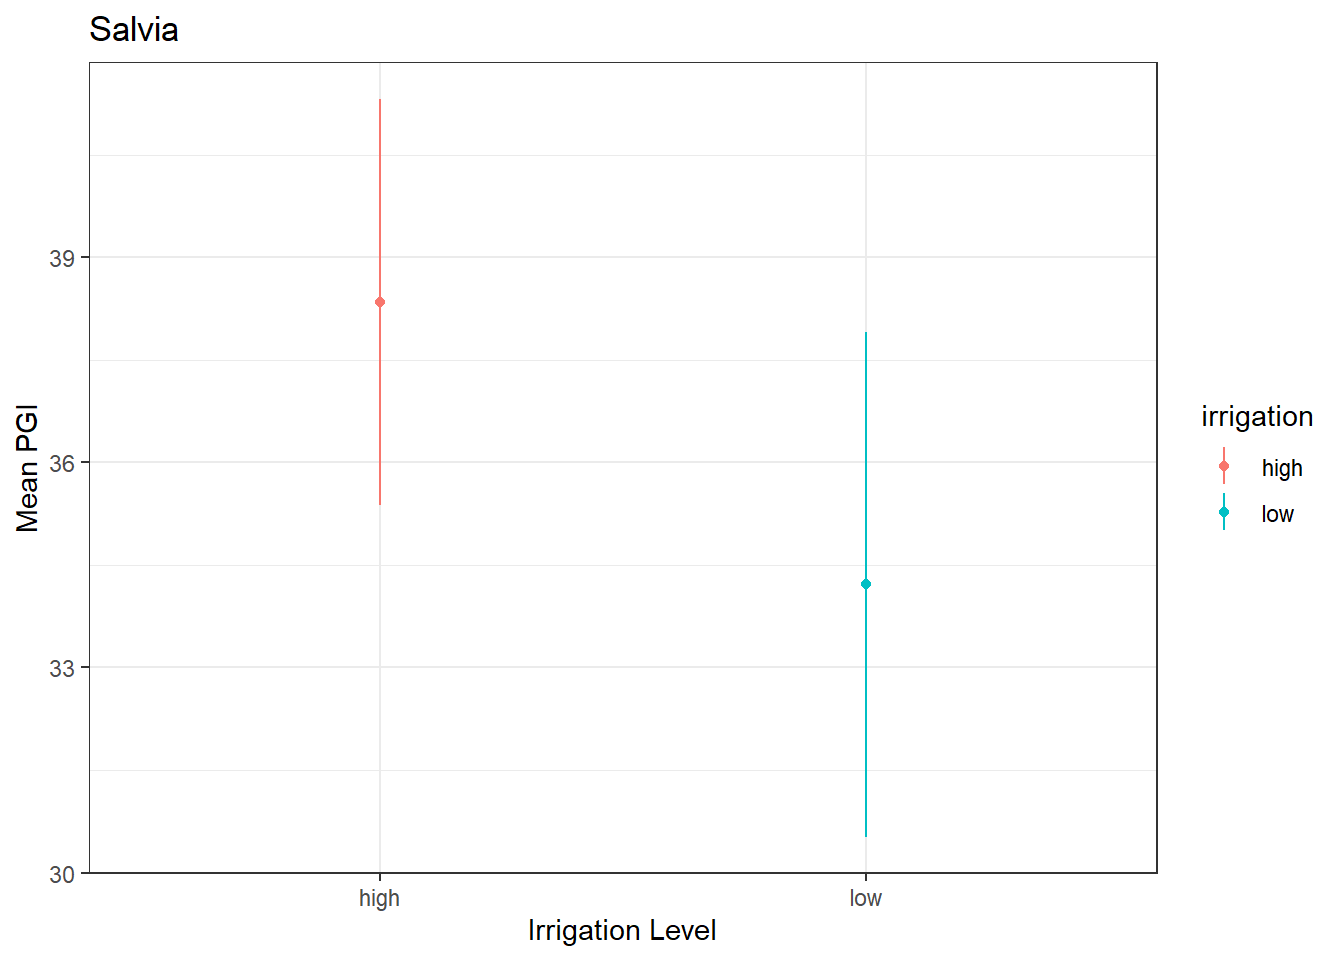 Salvia
Mean PGI
39
36
33
30
high
low
Irrigation Level
irrigation
high
low